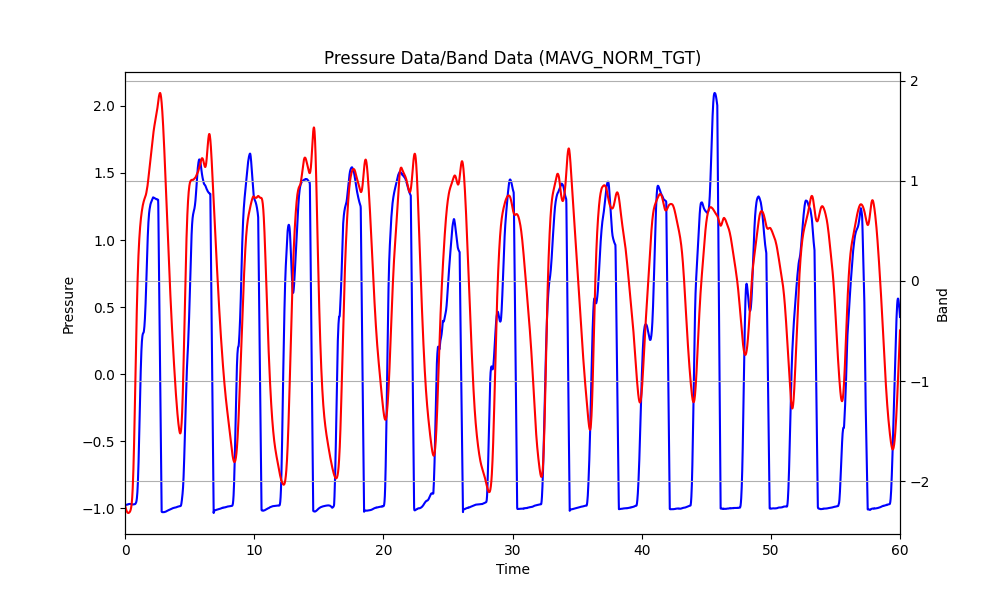 Pressure Data/Band Data (MAVG_NORM_TGT)
2.0
1.5
1.0
0.5
0.0
−0.5
−1.0
Pressure
2
1
0
−1
−2
Band
0 10 20 30 40 50 60
Time